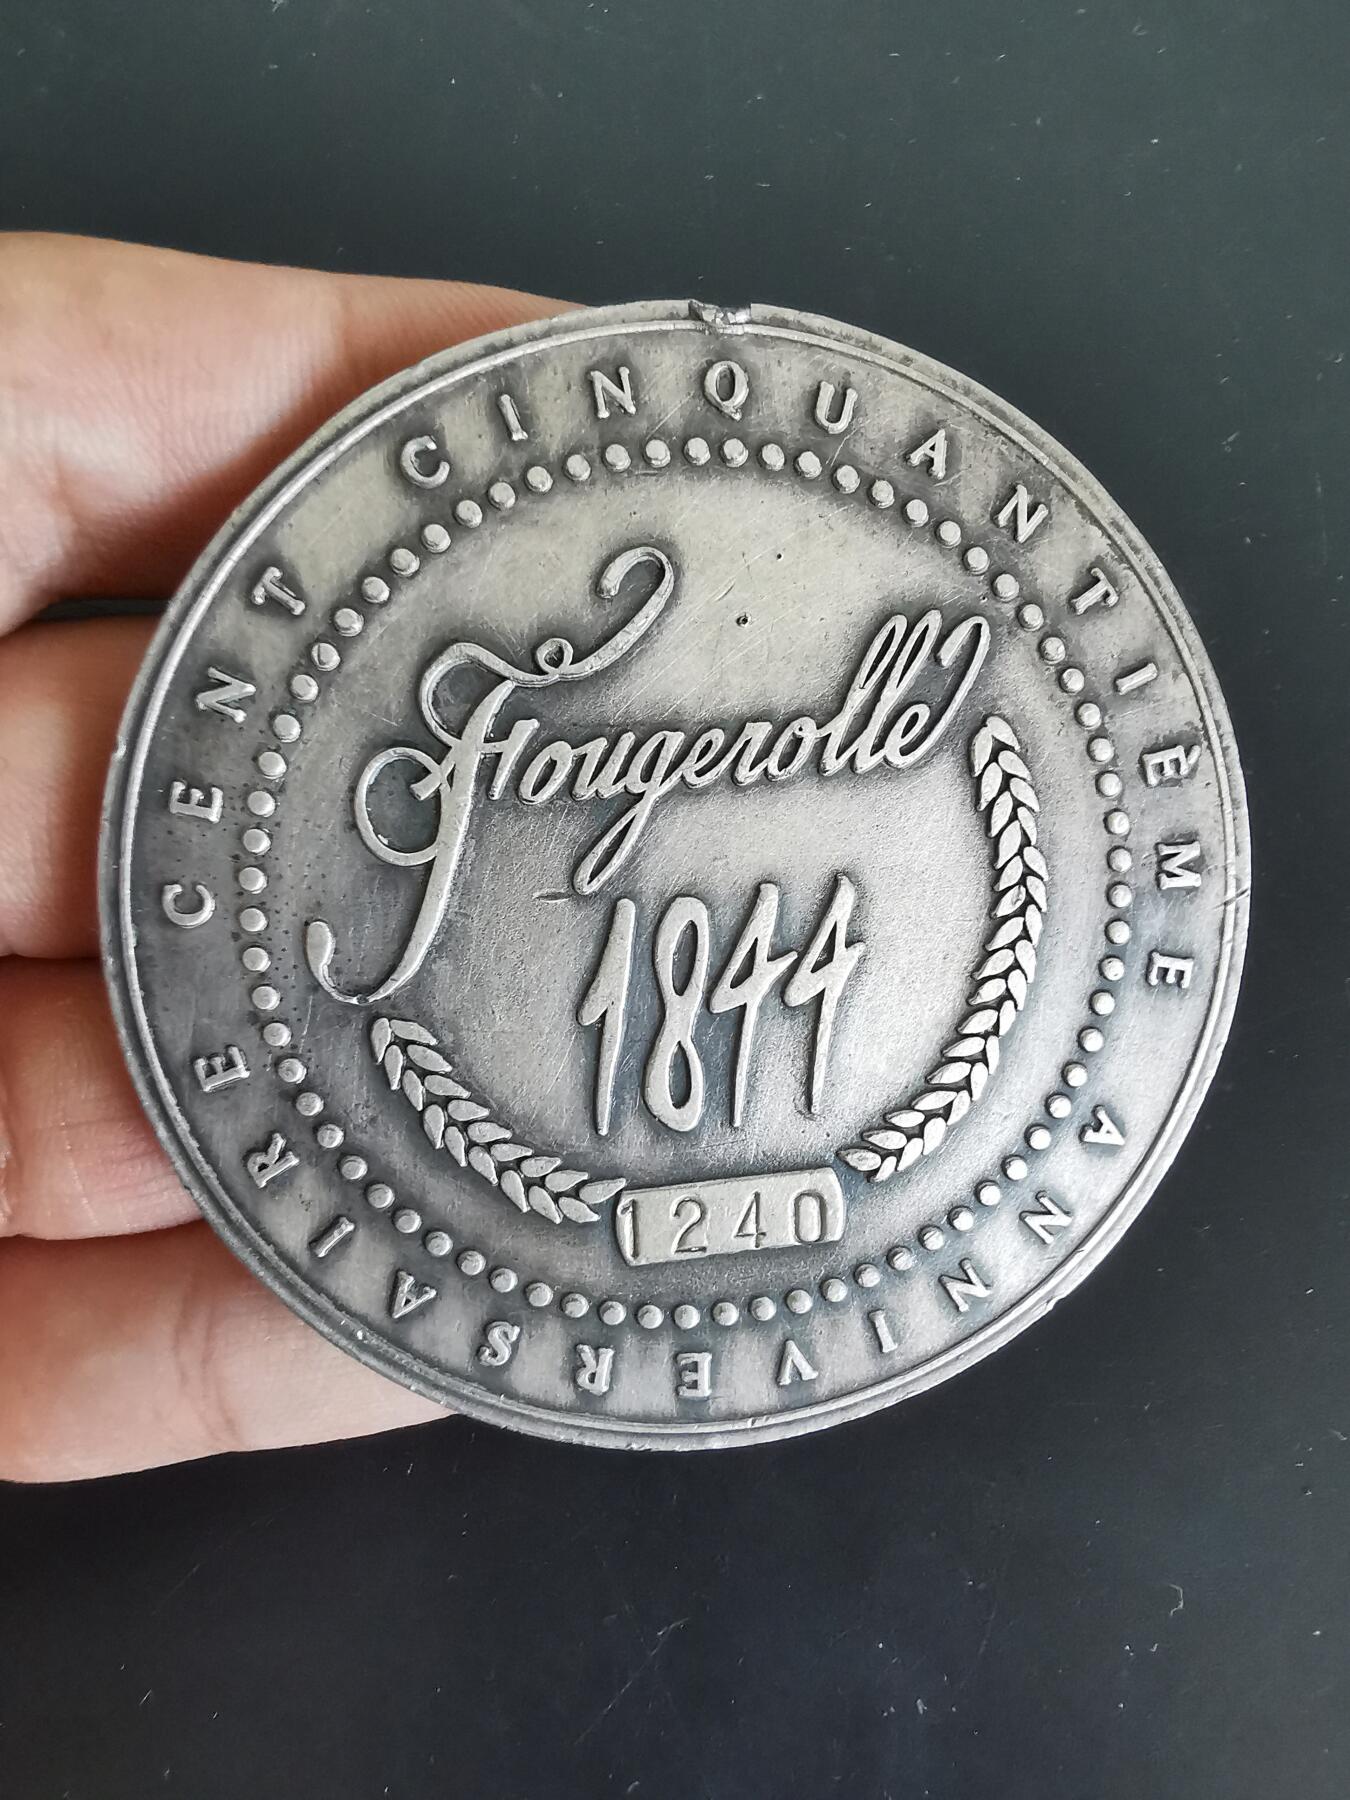 CENT CINQUANTIÈME ANNIVERSAIRE
Fougerolle
1844
1240